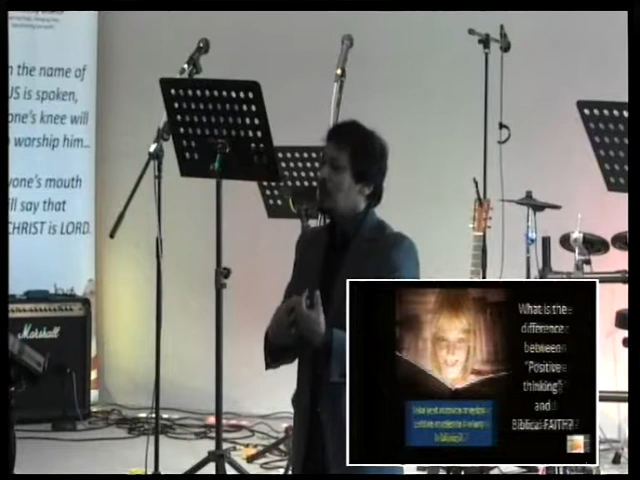 the name of
US is spoken,
one's knee will
worship him...
yone's mouth
ill say that
CHRIST is LORD.
Marshall
What is the
difference
between
"Positive
thinking"
and
Biblical FAITH?